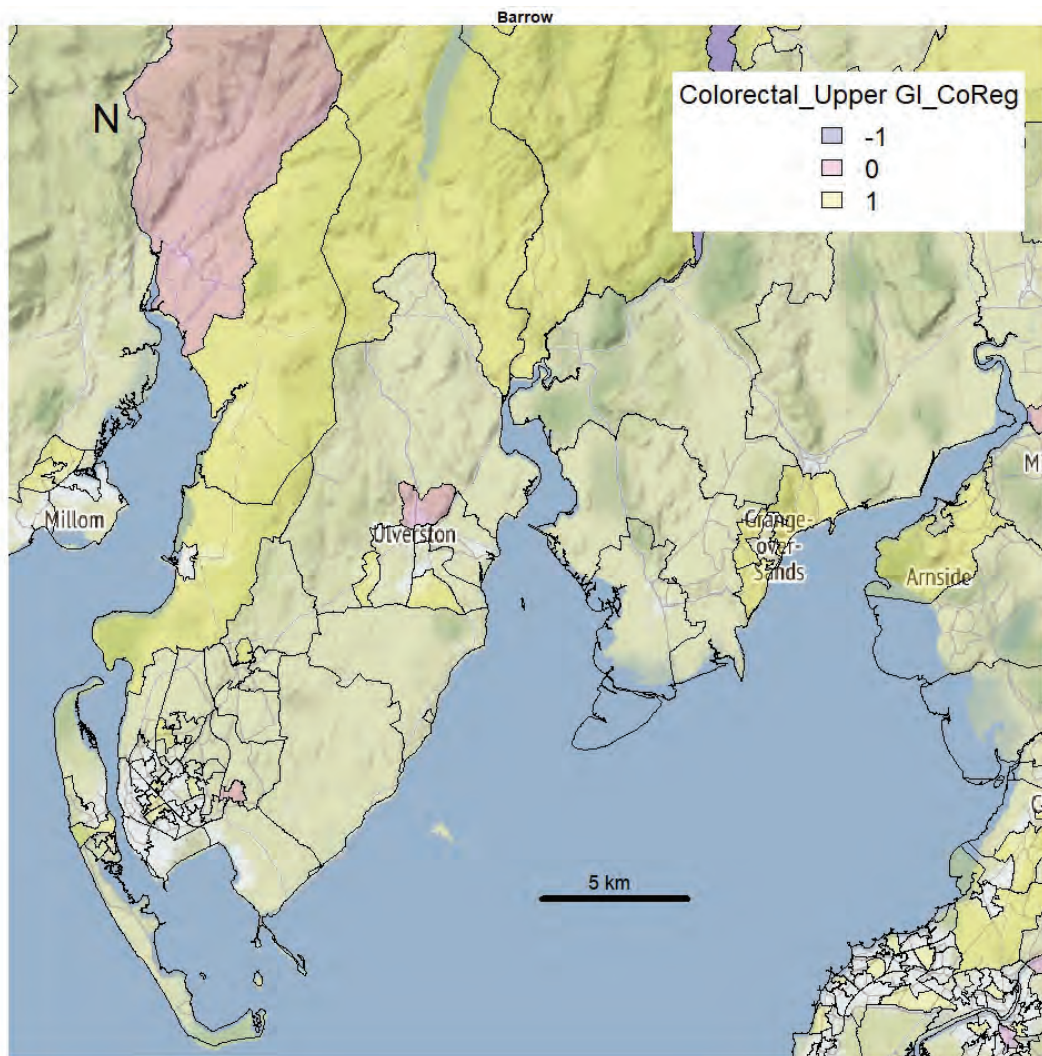 Barrow
N
Colorectal_Upper GI_CoReg
-1
0
1
Millom
Ulverston
Grange-
over-
Sands
Arnside
M
C
5 km